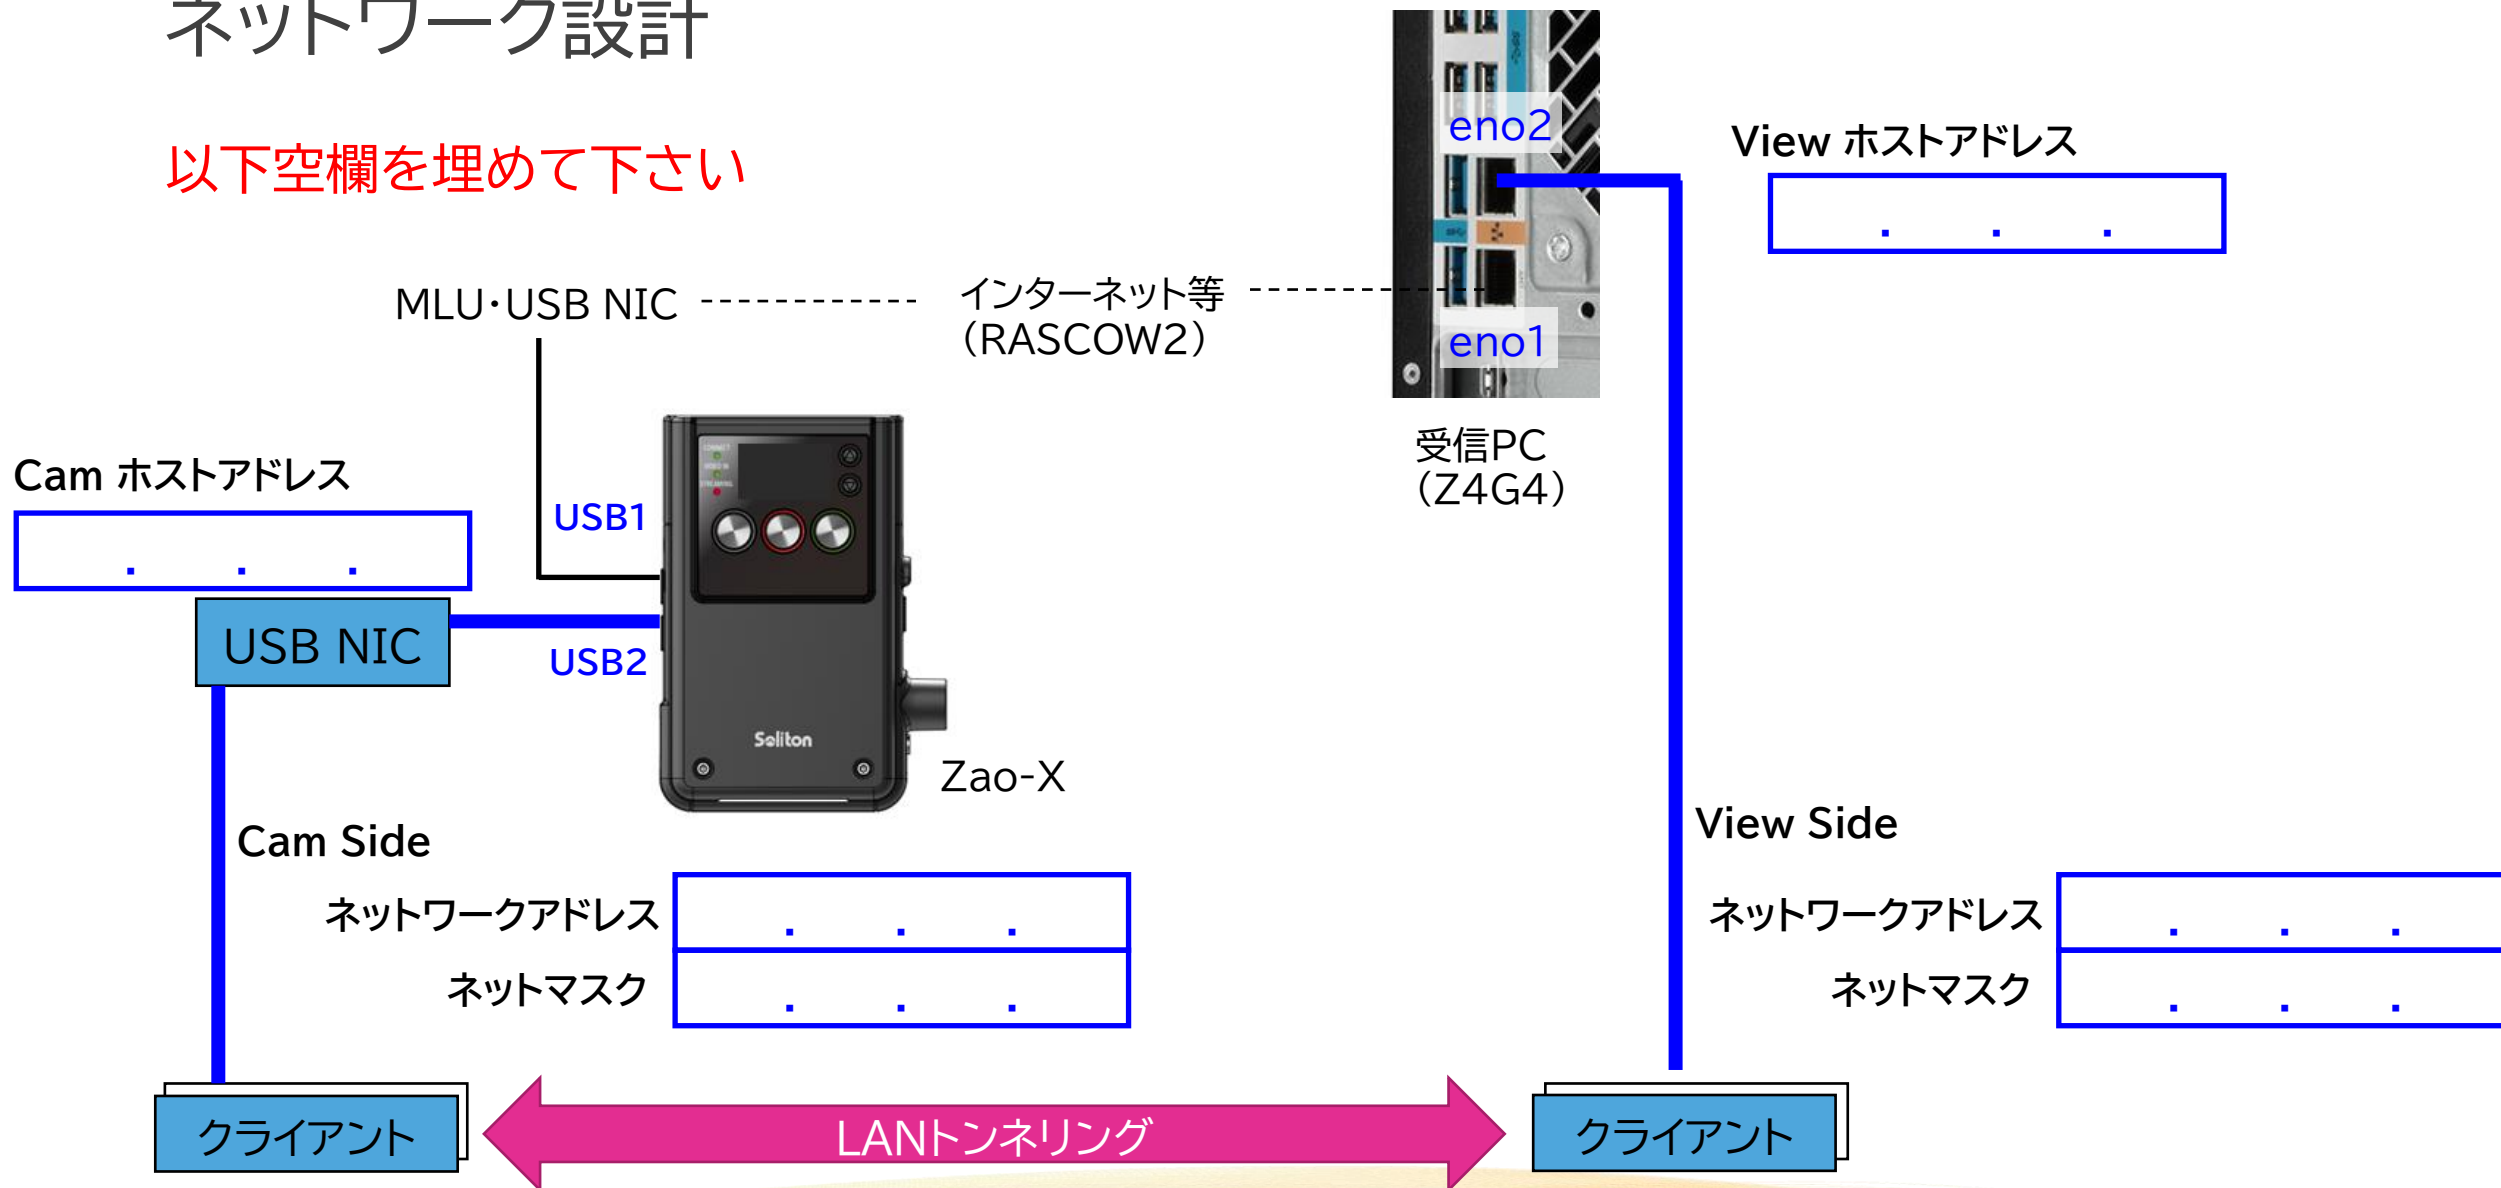 ネットワーク設計
以下空欄を埋めて下さい
eno2
View ホストアドレス
. . .
MLU・USB NIC
インターネット等
（RASCOW2）
eno1
受信PC
（Z4G4）
Cam ホストアドレス
. . .
USB1
USB NIC
USB2
Soliton
Zao-X
Cam Side
ネットワークアドレス
. . .
ネットマスク
. . .
View Side
ネットワークアドレス
. . .
ネットマスク
. . .
クライアント
LANトンネリング
クライアント